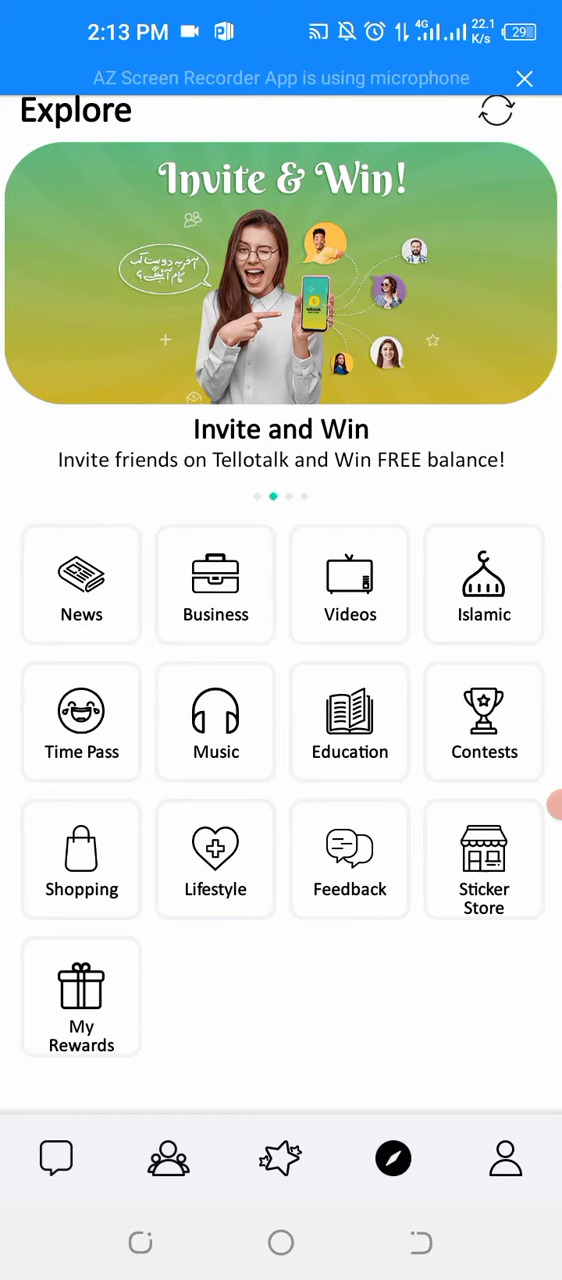 2:13 PM
4G
22.1
K/s
29
AZ Screen Recorder App is using microphone
Explore
Invite & Win!
Invite and Win
Invite friends on Tellotalk and Win FREE balance!
News
Business
Videos
Islamic
Time Pass
Music
Education
Contests
Shopping
Lifestyle
Feedback
Sticker
Store
My
Rewards